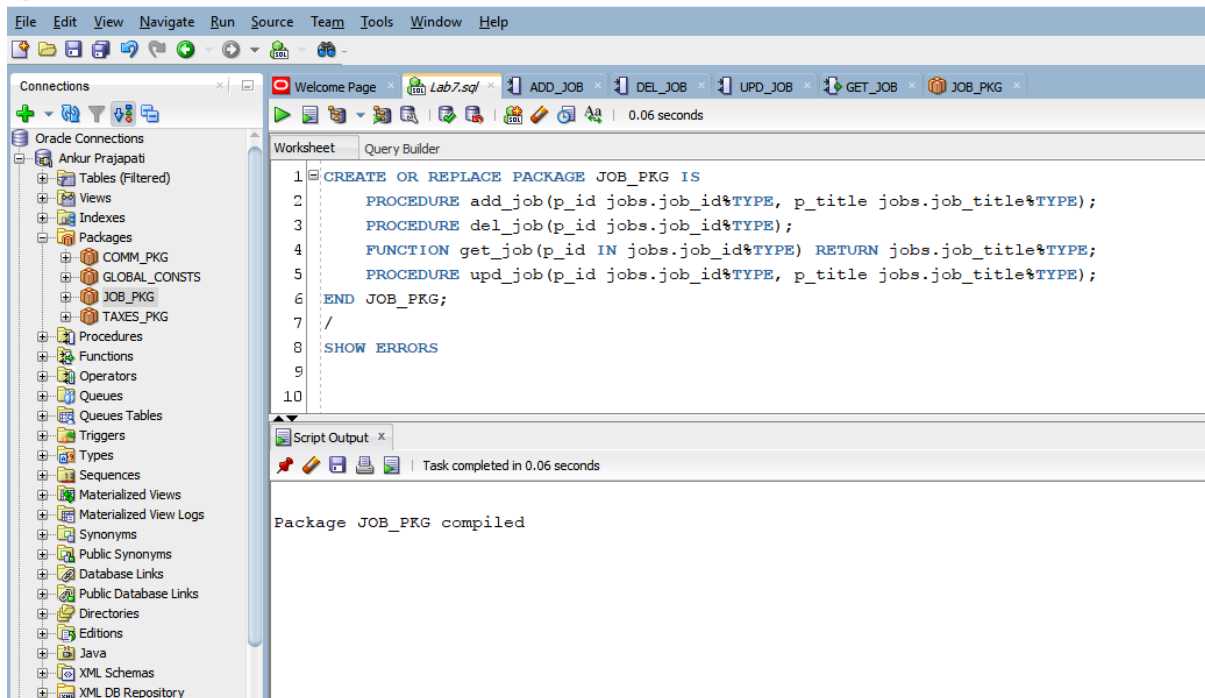 File Edit View Navigate Run Source Team Tools Window Help
Connections
Welcome Page Lab7.sql ADD_JOB DEL_JOB UPD_JOB GET_JOB JOB_PKG
0.06 seconds
Oracle Connections
Ankur Prajapati
Tables (Filtered)
Views
Indexes
Packages
COMM_PKG
GLOBAL_CONSTS
JOB_PKG
TAXES_PKG
Procedures
Functions
Operators
Queues
Queues Tables
Triggers
Types
Sequences
Materialized Views
Materialized View Logs
Synonyms
Public Synonyms
Database Links
Public Database Links
Directories
Editions
Java
XML Schemas
XML DB Repository
Worksheet Query Builder
1 CREATE OR REPLACE PACKAGE JOB_PKG IS
2 PROCEDURE add_job(p_id jobs.job_id%TYPE, p_title jobs.job_title%TYPE);
3 PROCEDURE del_job(p_id jobs.job_id%TYPE);
4 FUNCTION get_job(p_id IN jobs.job_id%TYPE) RETURN jobs.job_title%TYPE;
5 PROCEDURE upd_job(p_id jobs.job_id%TYPE, p_title jobs.job_title%TYPE);
6 END JOB_PKG;
7 /
8 SHOW ERRORS
9
10
Script Output
Task completed in 0.06 seconds
Package JOB_PKG compiled